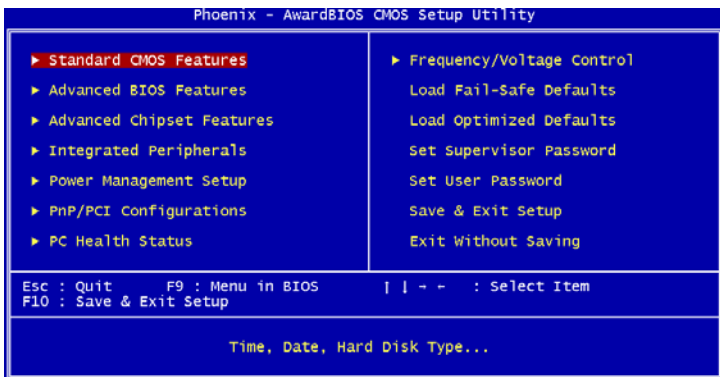 Phoenix - AwardBIOS CMOS Setup Utility
► Standard CMOS Features
► Advanced BIOS Features
► Advanced Chipset Features
► Integrated Peripherals
► Power Management Setup
► PnP/PCI Configurations
► PC Health Status
► Frequency/Voltage Control
Load Fail-Safe Defaults
Load Optimized Defaults
Set Supervisor Password
Set User Password
Save & Exit Setup
Exit Without Saving
Esc : Quit F9 : Menu in BIOS ↑ ↓ → ← : Select Item
F10 : Save & Exit Setup
Time, Date, Hard Disk Type...